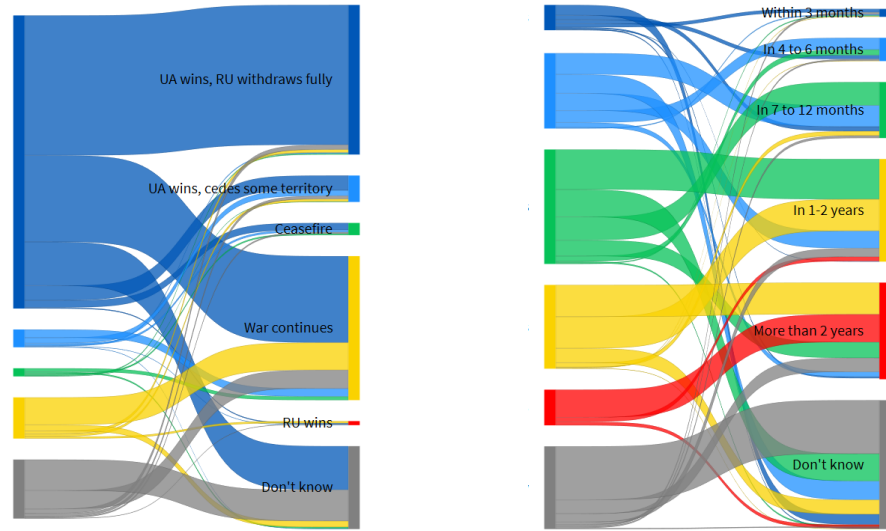 UA wins, RU withdraws fully
UA wins, cedes some territory
Ceasefire
War continues
RU wins
Don't know
Within 3 months
In 4 to 6 months
In 7 to 12 months
In 1-2 years
More than 2 years
Don't know